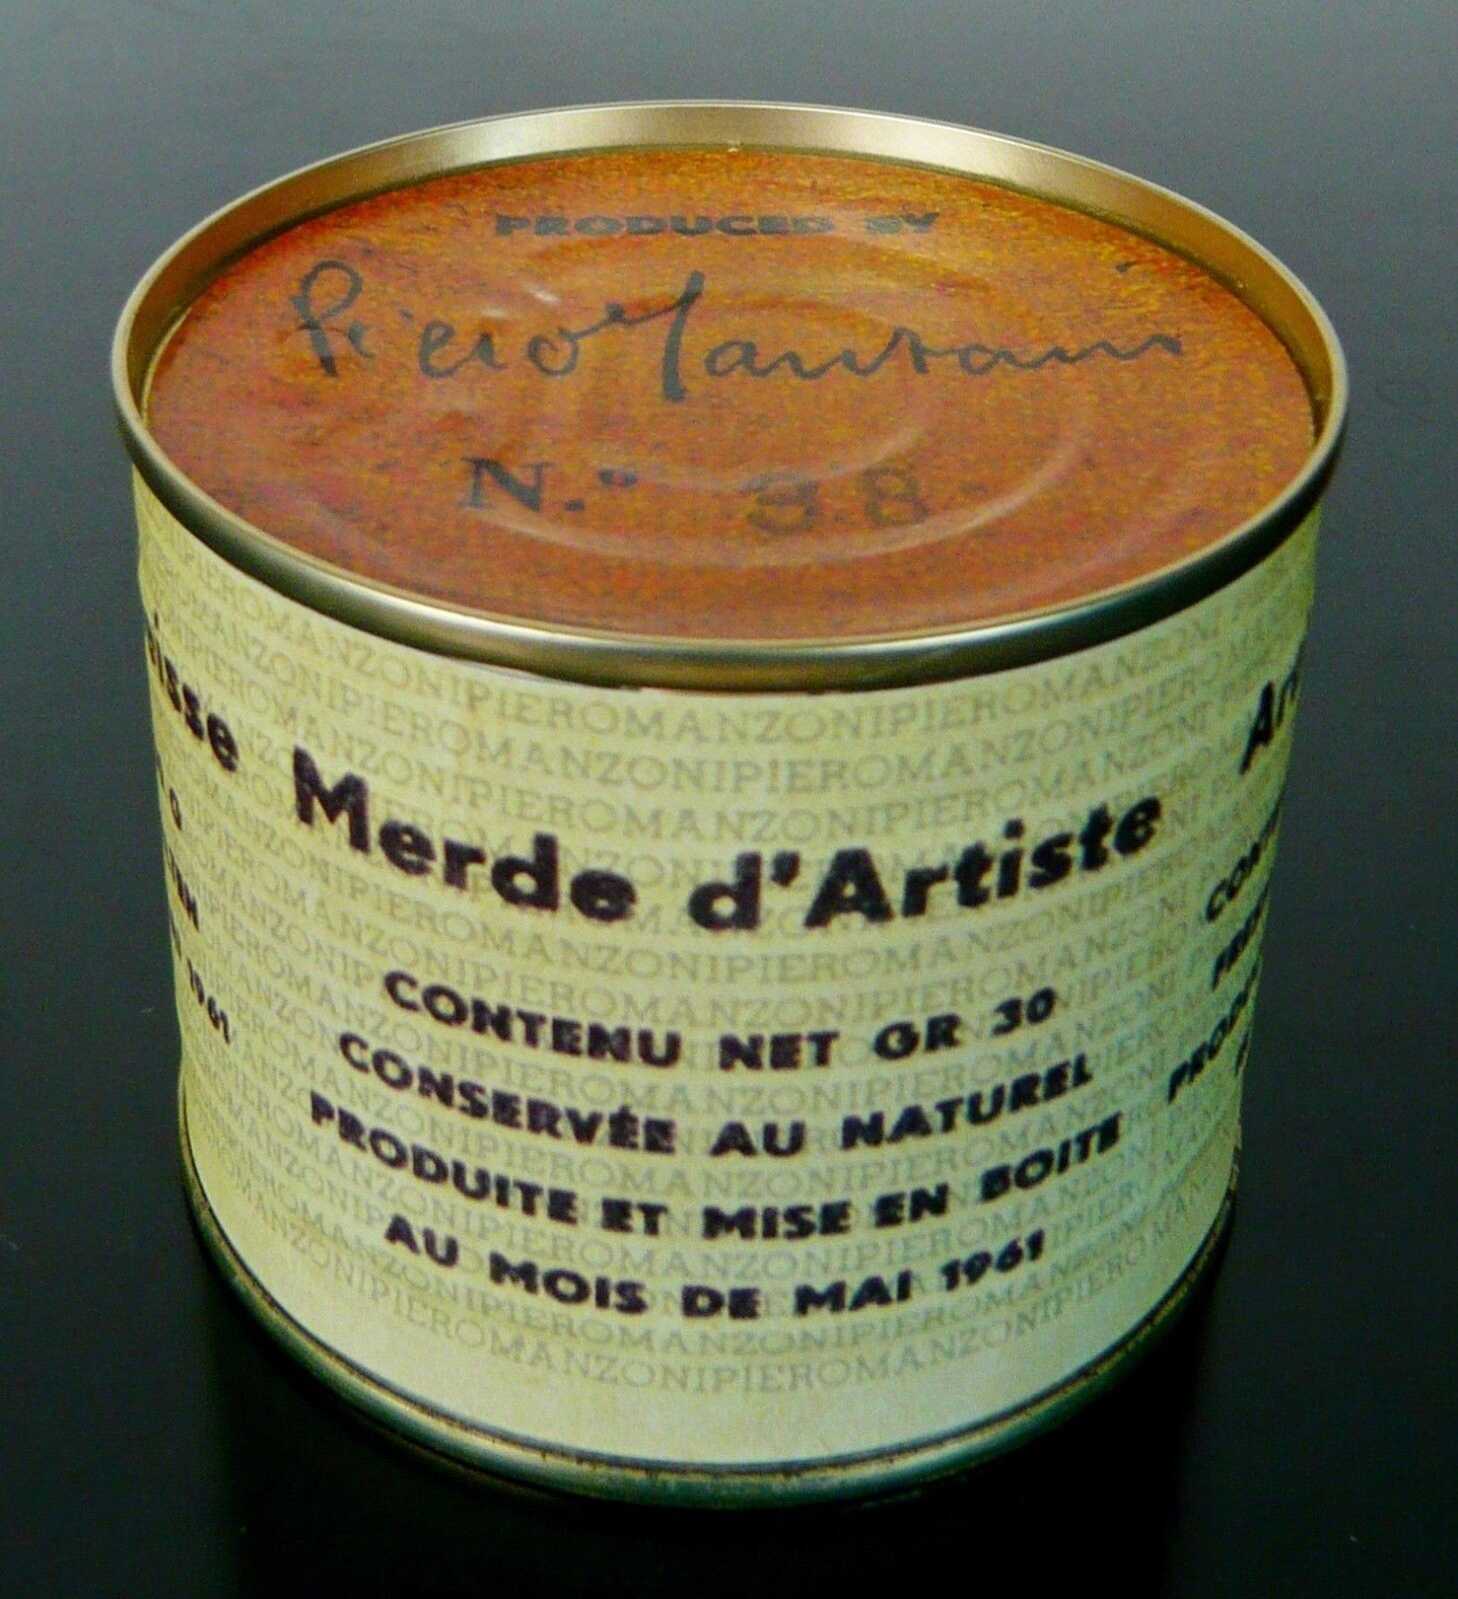 PRODUCED BY
Piero Manzoni
N.º 38
Merde d'Artiste
CONTENU NET GR 30
CONSERVÉE AU NATUREL
PRODUITE ET MISE EN BOITE
AU MOIS DE MAI 1961
1961
PIEROMANZONIPIEROMANZONIPIEROMANZONI